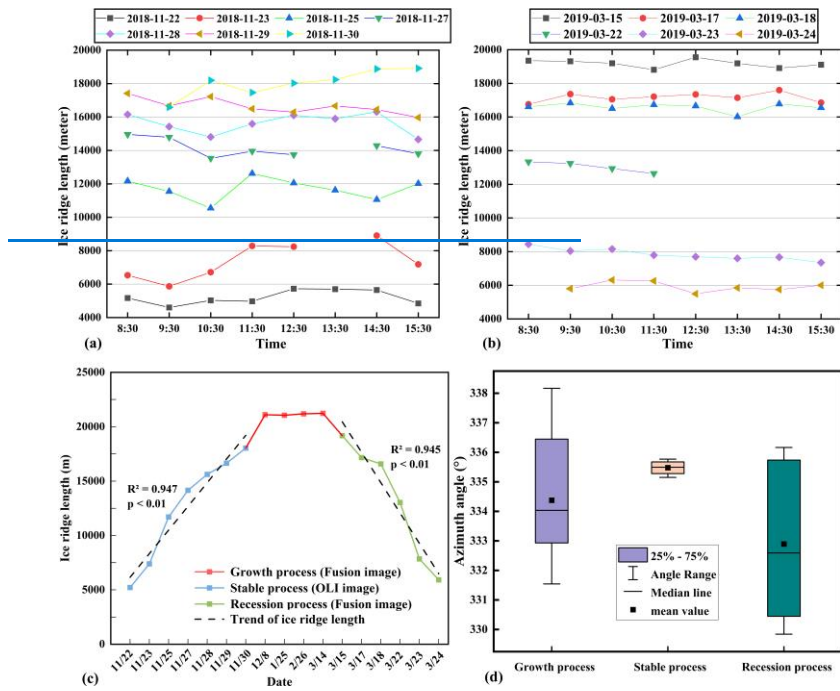 2018-11-22 2018-11-23 2018-11-25 2018-11-27
2018-11-28 2018-11-29 2018-11-30
20000
18000
16000
14000
12000
10000
8000
6000
4000
Ice ridge length (meter)
8:30 9:30 10:30 11:30 12:30 13:30 14:30 15:30
(a) Time
2019-03-15 2019-03-17 2019-03-18
2019-03-22 2019-03-23 2019-03-24
20000
18000
16000
14000
12000
10000
8000
6000
4000
Ice ridge length (meter)
8:30 9:30 10:30 11:30 12:30 13:30 14:30 15:30
(b) Time
25000
20000
15000
10000
5000
0
Ice ridge length (m)
R² = 0.947
p < 0.01
R² = 0.945
p < 0.01
Growth process (Fusion image)
Stable process (OLI image)
Recession process (Fusion image)
Trend of ice ridge length
11/22 11/23 11/25 11/27 11/28 11/29 11/30 12/8 1/25 2/26 3/14 3/15 3/17 3/18 3/22 3/23 3/24
(c) Date
338
337
336
335
334
333
332
331
330
Azimuth angle (°)
25% - 75%
Angle Range
Median line
mean value
Growth process Stable process Recession process
(d)